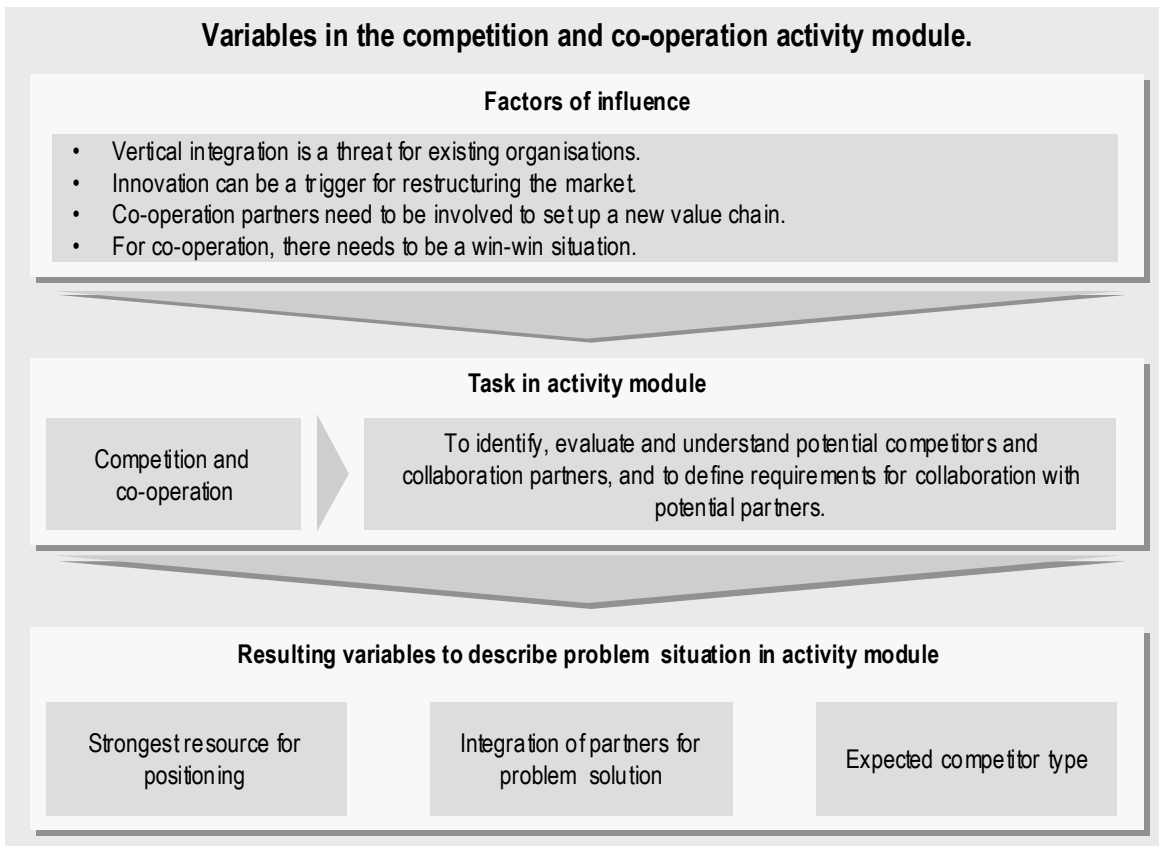 Variables in the competition and co-operation activity module.
Factors of influence
• Vertical integration is a threat for existing organisations.
• Innovation can be a trigger for restructuring the market.
• Co-operation partners need to be involved to set up a new value chain.
• For co-operation, there needs to be a win-win situation.
Task in activity module
Competition and
co-operation
To identify, evaluate and understand potential competitors and
collaboration partners, and to define requirements for collaboration with
potential partners.
Resulting variables to describe problem situation in activity module
Strongest resource for
positioning
Integration of partners for
problem solution
Expected competitor type